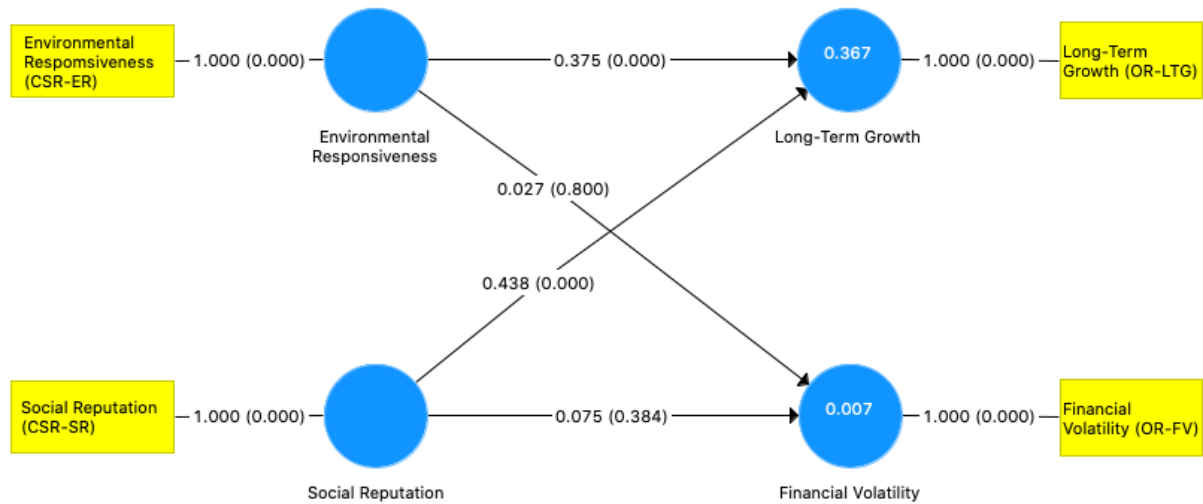 Environmental
Respomsiveness
(CSR-ER)
1.000 (0.000)
0.375 (0.000)
0.367
1.000 (0.000)
Long-Term
Growth (OR-LTG)
Environmental
Responsiveness
Long-Term Growth
0.027 (0.800)
0.438 (0.000)
Social Reputation
(CSR-SR)
1.000 (0.000)
0.075 (0.384)
0.007
1.000 (0.000)
Financial
Volatility (OR-FV)
Social Reputation
Financial Volatility